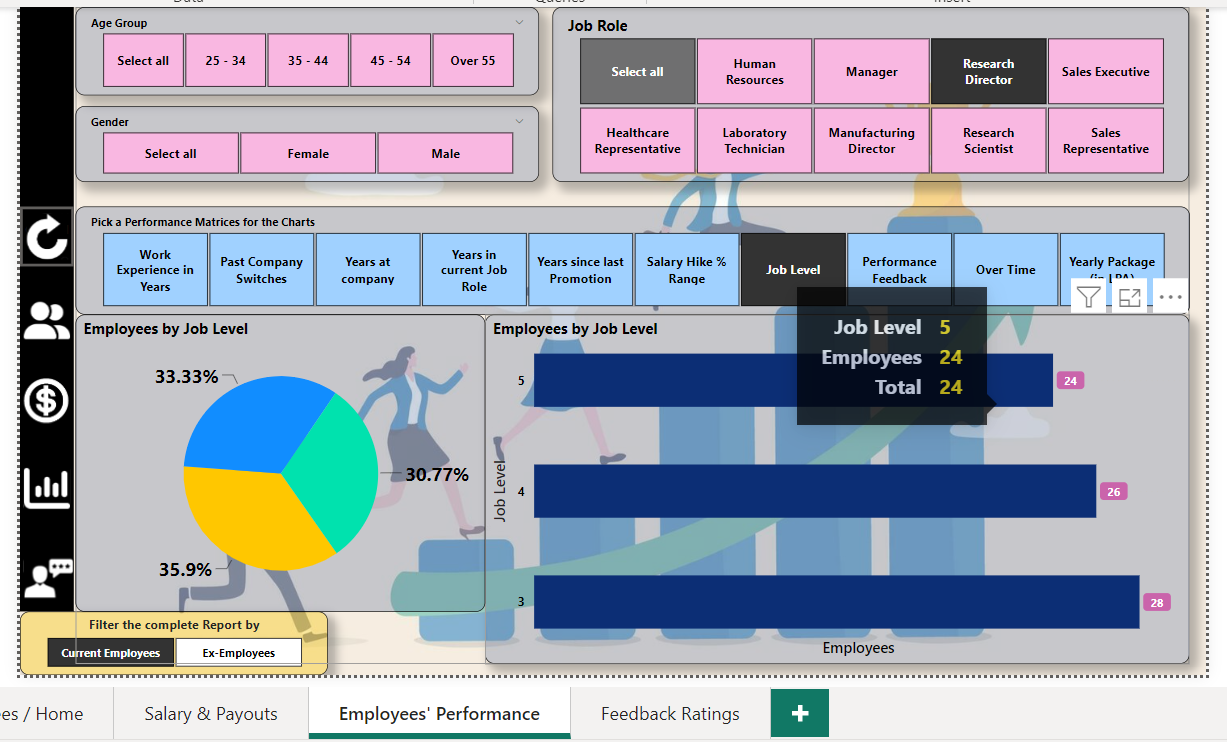 Age Group
Select all
25 - 34
35 - 44
45 - 54
Over 55
Gender
Select all
Female
Male
Job Role
Select all
Human
Resources
Manager
Research
Director
Sales Executive
Healthcare
Representative
Laboratory
Technician
Manufacturing
Director
Research
Scientist
Sales
Representative
Pick a Performance Matrices for the Charts
Work
Experience in
Years
Past Company
Switches
Years at
company
Years in
current Job
Role
Years since last
Promotion
Salary Hike %
Range
Job Level
Performance
Feedback
Over Time
Yearly Package
Employees by Job Level
33.33%
30.77%
35.9%
Employees by Job Level
Job Level 5
Employees 24
Total 24
Job Level
5
24
4
26
3
28
Employees
Filter the complete Report by
Current Employees
Ex-Employees
es / Home
Salary & Payouts
Employees' Performance
Feedback Ratings
+